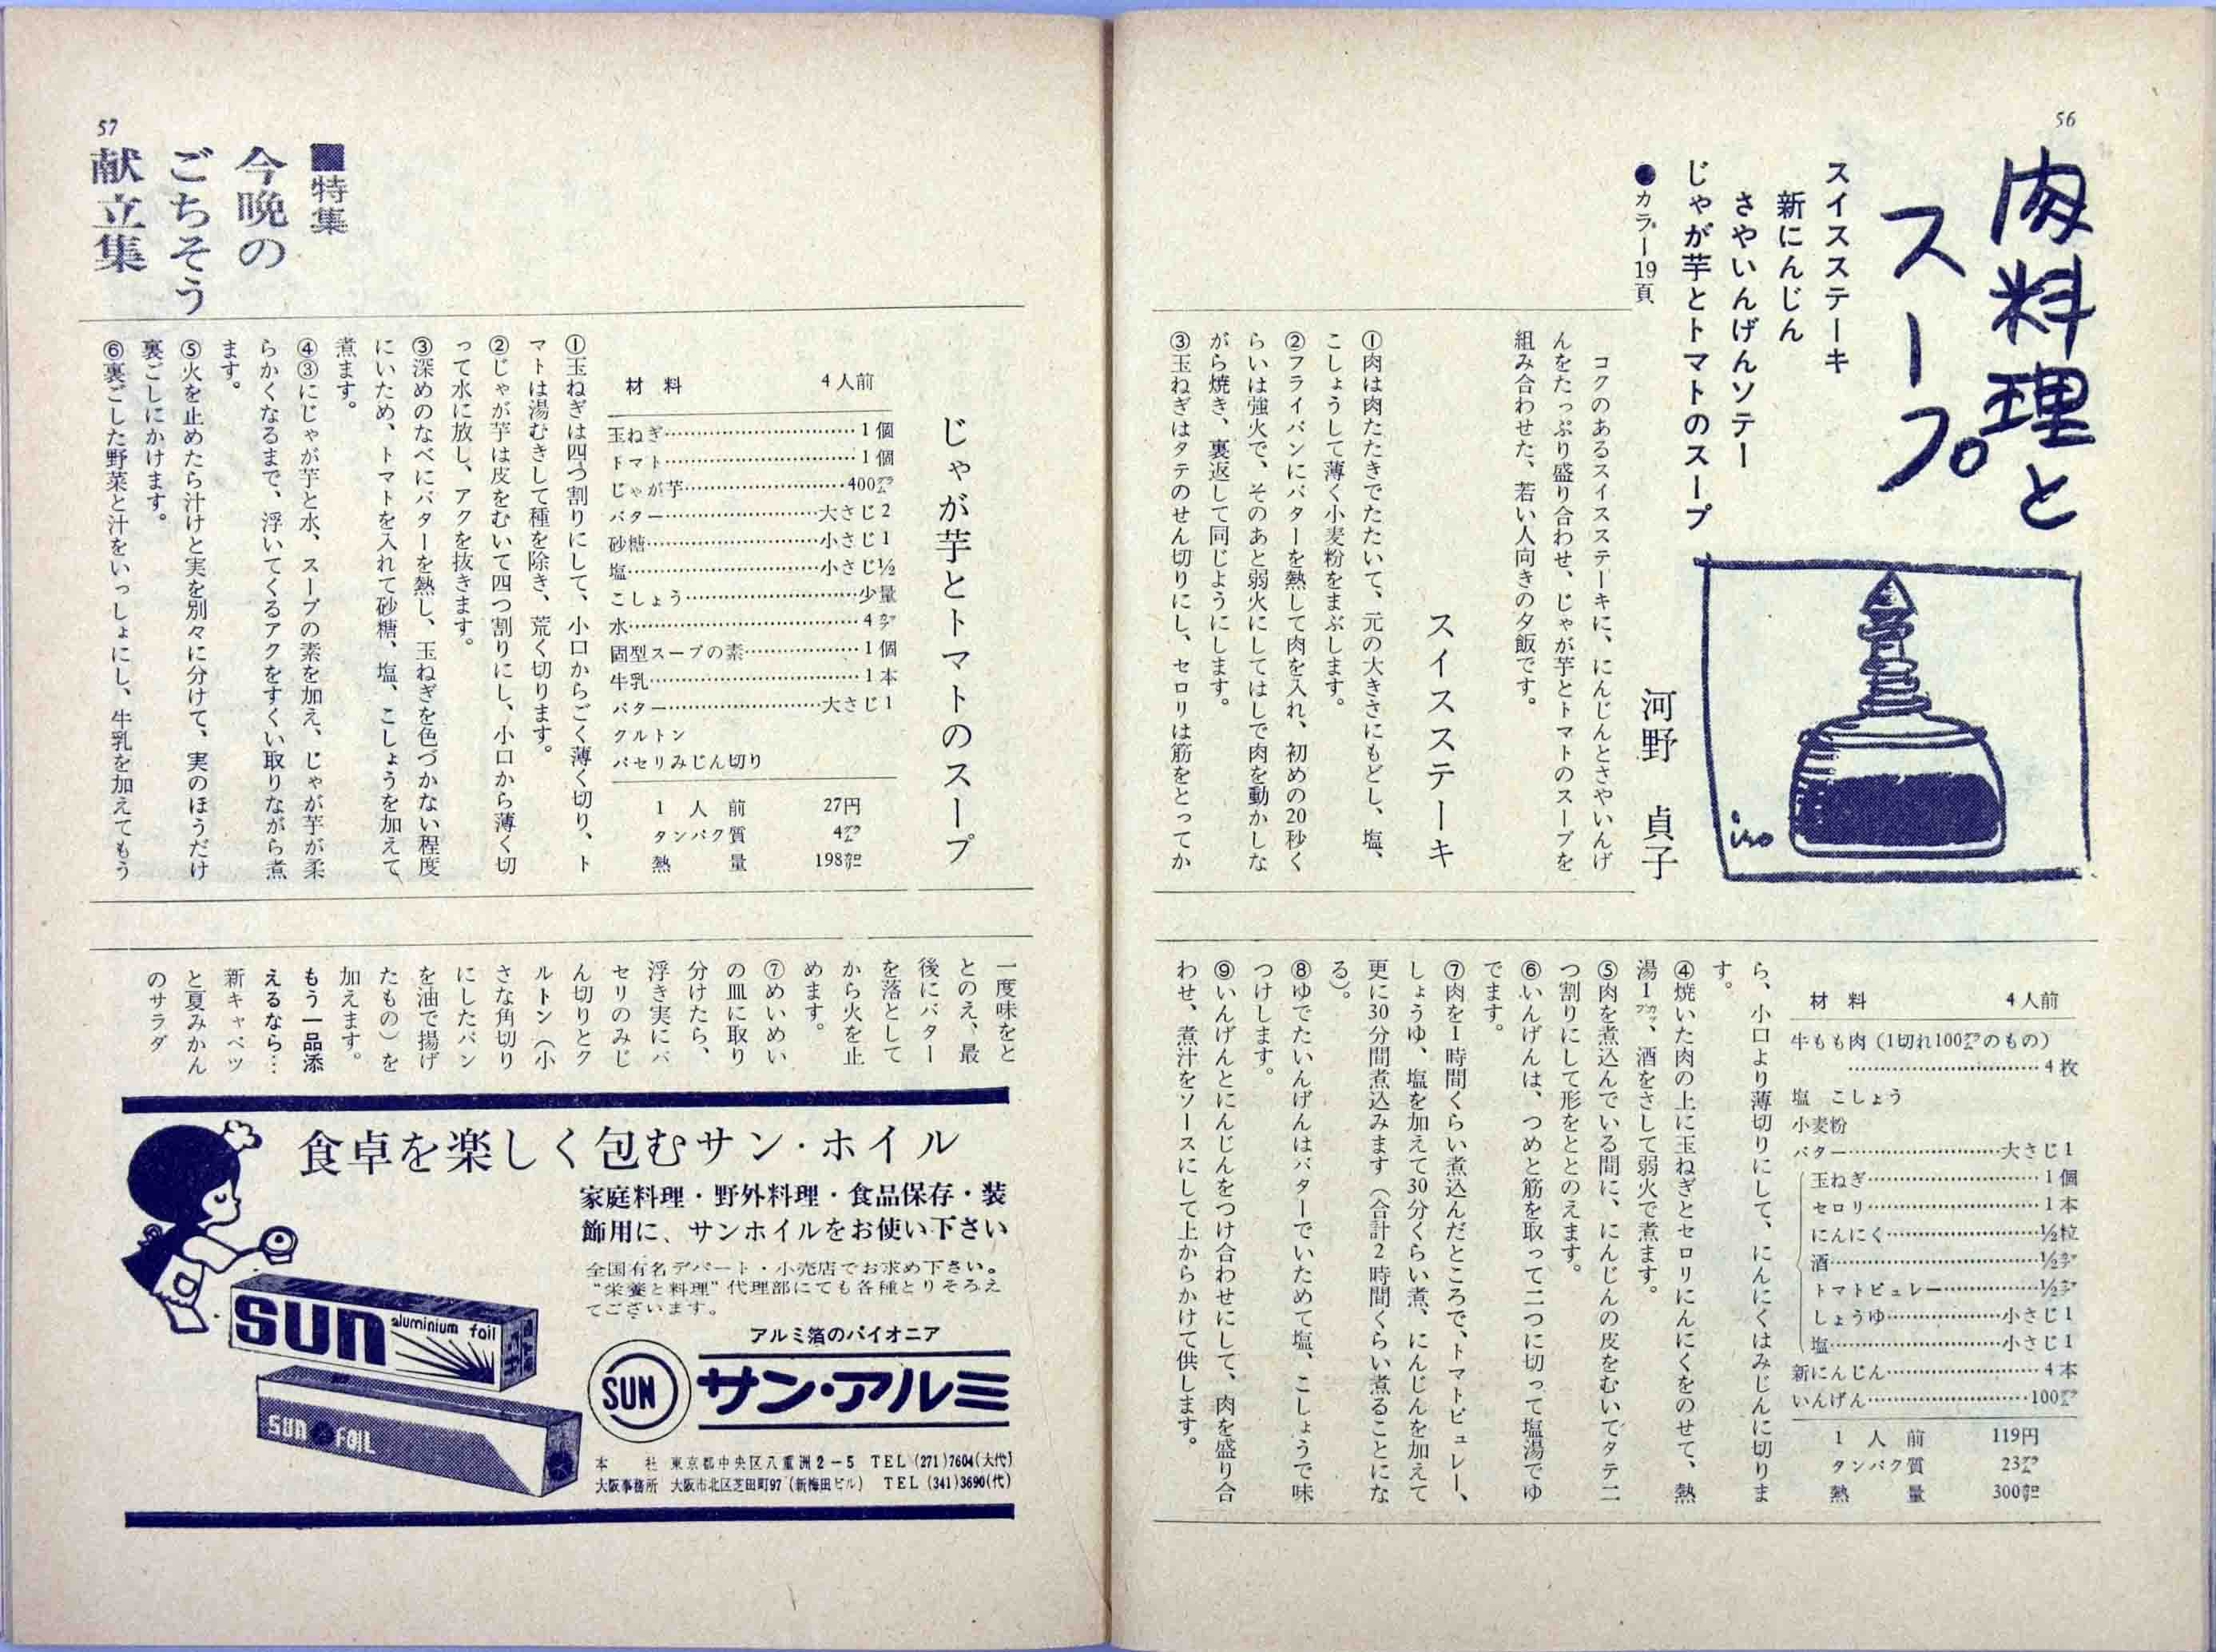 56
肉料理と
スープ
スイスステーキ
新にんじん
さやいんげんソテー
じゃが芋とトマトのスープ
●カラー19頁
河野 貞子
iro
コクのあるスイスステーキに、にんじんとさやいんげ
んをたっぷり盛り合わせ、じゃが芋とトマトのスープを
組み合わせた、若い人向きの夕飯です。
スイスステーキ
①肉は肉たたきでたたいて、元の大きさにもどし、塩、
こしょうして薄く小麦粉をまぶします。
②フライパンにバターを熱して肉を入れ、初めの20秒く
らいは強火で、そのあと弱火にしてはしで肉を動かしな
がら焼き、裏返して同じようにします。
③玉ねぎはタテのせん切りにし、セロリは筋をとってか
材 料 4人前
牛もも肉(1切れ100㌘のもの)
…………………………4枚
塩 こしょう
小麦粉
バター…………………大さじ1
玉ねぎ…………………………1個
セロリ…………………………1本
にんにく……………………½粒
酒……………………………½㌍
トマトピュレー……………½㌍
しょうゆ………………小さじ1
塩………………………小さじ1
新にんじん……………………4本
いんげん……………………100㌘
1 人 前 119円
タンパク質 23㌘
熱 量 300㌍
ら、小口より薄切りにして、にんにくはみじんに切りま
す。
④焼いた肉の上に玉ねぎとセロリにんにくをのせて、熱
湯1㌍、酒をさして弱火で煮ます。
⑤肉を煮込んでいる間に、にんじんの皮をむいてタテ二
つ割りにして形をととのえます。
⑥いんげんは、つめと筋を取って二つに切って塩湯でゆ
でます。
⑦肉を1時間くらい煮込んだところで、トマトピュレー、
しょうゆ、塩を加えて30分くらい煮、にんじんを加えて
更に30分間煮込みます(合計2時間くらい煮ることにな
る)。
⑧ゆでたいんげんはバターでいためて塩、こしょうで味
つけします。
⑨いんげんとにんじんをつけ合わせにして、肉を盛り合
わせ、煮汁をソースにして上からかけて供します。
57
■特集
今晩の
ごちそう
献立集
じゃが芋とトマトのスープ
材 料 4人前
玉ねぎ…………………………1個
トマト…………………………1個
じゃが芋……………………400㌘
バター…………………大さじ2
砂糖……………………小さじ1
塩………………………小さじ½
こしょう……………………少量
水……………………………4㌍
固型スープの素………………1個
牛乳……………………………1本
バター…………………大さじ1
クルトン
パセリみじん切り
1 人 前 27円
タンパク質 4㌘
熱 量 198㌍
①玉ねぎは四つ割りにして、小口からごく薄く切り、ト
マトは湯むきして種を除き、荒く切ります。
②じゃが芋は皮をむいて四つ割りにし、小口から薄く切
って水に放し、アクを抜きます。
③深めのなべにバターを熱し、玉ねぎを色づかない程度
にいため、トマトを入れて砂糖、塩、こしょうを加えて
煮ます。
④③にじゃが芋と水、スープの素を加え、じゃが芋が柔
らかくなるまで、浮いてくるアクをすくい取りながら煮
ます。
⑤火を止めたら汁けと実を別々に分けて、実のほうだけ
裏ごしにかけます。
⑥裏ごした野菜と汁をいっしょにし、牛乳を加えてもう
一度味をと
とのえ、最
後にバター
を落として
から火を止
めます。
⑦めいめい
の皿に取り
分けたら、
浮き実にパ
セリのみじ
ん切りとク
ルトン(小
さな角切り
にしたパン
を油で揚げ
たもの)を
加えます。
もう一品添
えるなら…
新キャベツ
と夏みかん
のサラダ
食卓を楽しく包むサン・ホイル
家庭料理・野外料理・食品保存・装
飾用に、サンホイルをお使い下さい
全国有名デパート・小売店でお求め下さい。
“栄養と料理”代理部にても各種とりそろえ
てございます。
アルミ箔のパイオニア
SUN
サン・アルミ
SUN aluminium foil
SUN FOIL
本 社 東京都中央区八重洲2-5 TEL(271)7604(大代)
大阪事務所 大阪市北区芝田町97(新梅田ビル) TEL(341)3690(代)